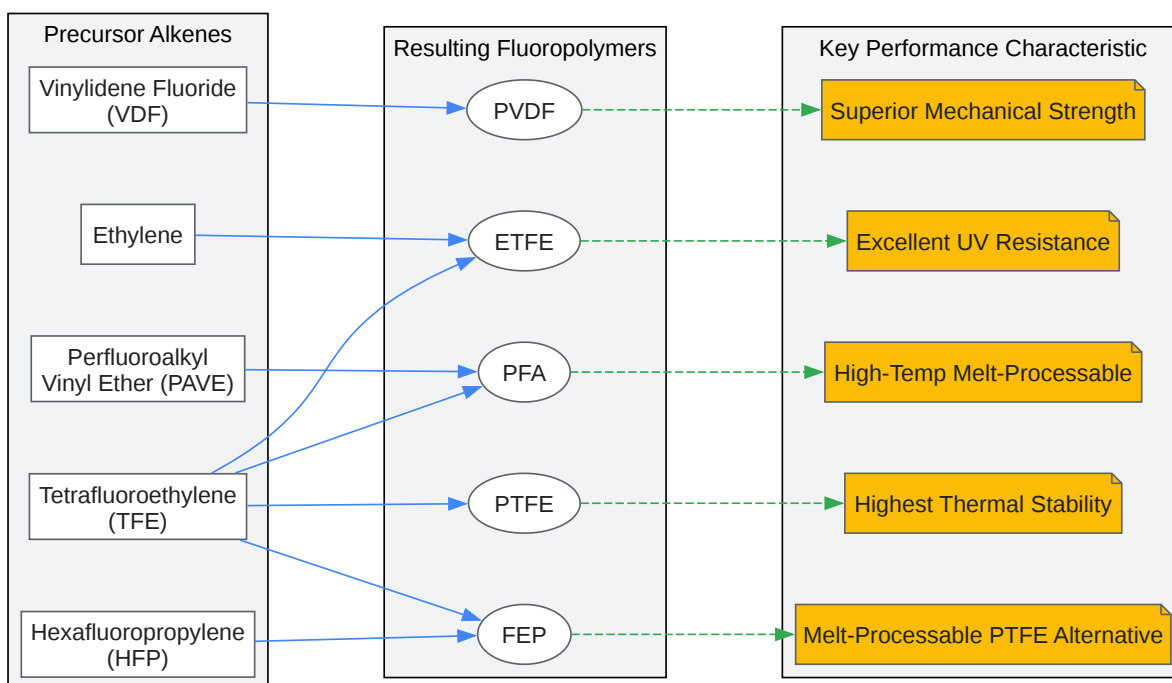 Precursor Alkenes
Vinylidene Fluoride
(VDF)
Ethylene
Perfluoroalkyl
Vinyl Ether (PAVE)
Tetrafluoroethylene
(TFE)
Hexafluoropropylene
(HFP)
Resulting Fluoropolymers
PVDF
ETFE
PFA
PTFE
FEP
Key Performance Characteristic
Superior Mechanical Strength
Excellent UV Resistance
High-Temp Melt-Processable
Highest Thermal Stability
Melt-Processable PTFE Alternative